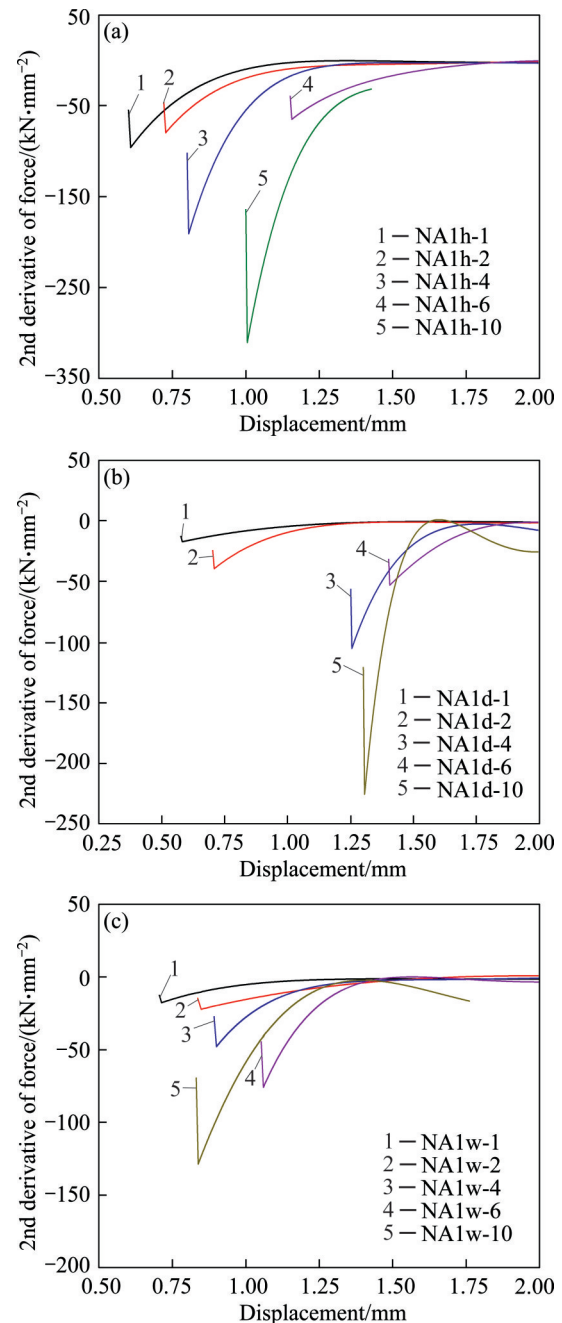 (a)
50
0
−50
−150
−250
−350
2nd derivative of force/(kN·mm⁻²)
1
2
3
4
5
1 — NA1h-1
2 — NA1h-2
3 — NA1h-4
4 — NA1h-6
5 — NA1h-10
0.50 0.75 1.00 1.25 1.50 1.75 2.00
Displacement/mm
(b)
50
0
−50
−100
−150
−200
−250
2nd derivative of force/(kN·mm⁻²)
1
2
3
4
5
1 — NA1d-1
2 — NA1d-2
3 — NA1d-4
4 — NA1d-6
5 — NA1d-10
0.25 0.50 0.75 1.00 1.25 1.50 1.75 2.00
Displacement/mm
(c)
50
0
−50
−100
−150
−200
2nd derivative of force/(kN·mm⁻²)
1
2
3
4
5
1 — NA1w-1
2 — NA1w-2
3 — NA1w-4
4 — NA1w-6
5 — NA1w-10
0.50 0.75 1.00 1.25 1.50 1.75 2.00
Displacement/mm